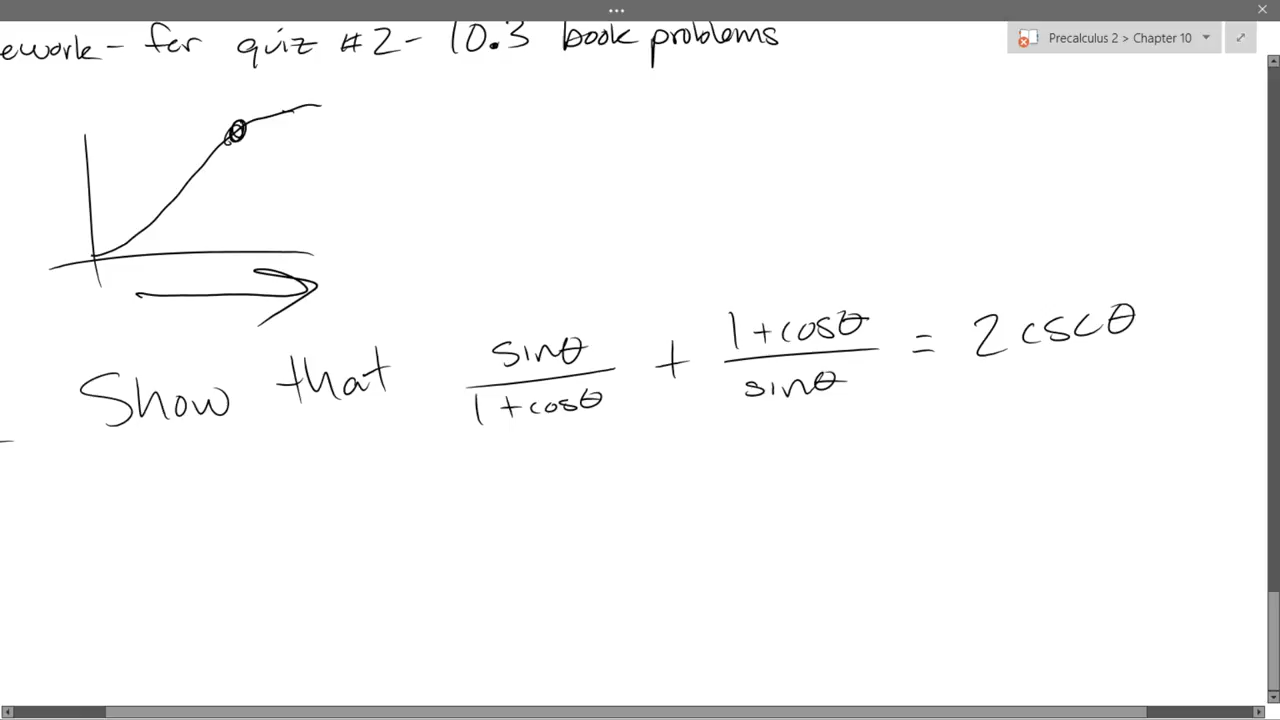 ework- for quiz #2- 10.3 book problems
Precalculus 2 > Chapter 10
Show that sinθ/(1+cosθ) + (1+cosθ)/sinθ = 2cscθ